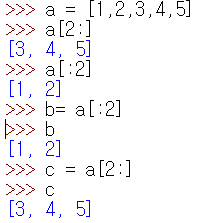 >>> a = [1,2,3,4,5]
>>> a[2:]
[3, 4, 5]
>>> a[:2]
[1, 2]
>>> b= a[:2]
>>> b
[1, 2]
>>> c = a[2:]
>>> c
[3, 4, 5]